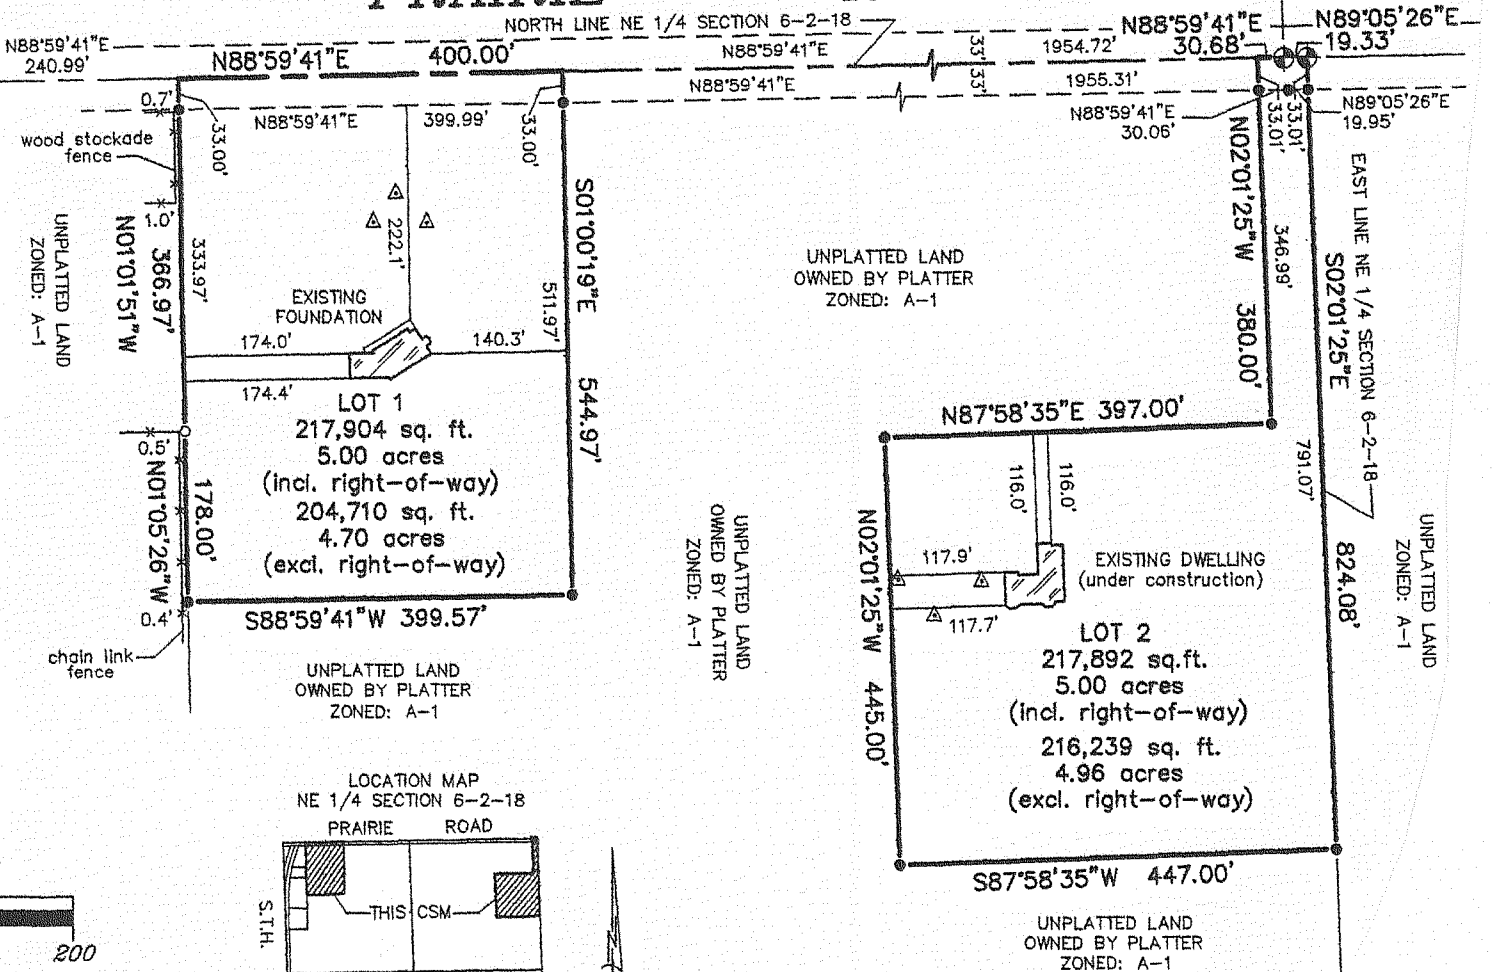 NORTH LINE NE 1/4 SECTION 6-2-18
N88°59'41"E
240.99'
N88°59'41"E 400.00'
N88°59'41"E
1954.72'
N88°59'41"E
30.68'
N89°05'26"E
19.33'
33'
33'
N88°59'41"E
1955.31'
N88°59'41"E
30.06'
N89°05'26"E
19.95'
33.01'
33.01'
0.7'
wood stockade
fence
33.00'
N88°59'41"E 399.99'
33.00'
1.0'
UNPLATTED LAND
ZONED: A-1
N01°01'51"W 366.97'
333.97'
222.1'
EXISTING
FOUNDATION
174.0'
140.3'
174.4'
S01°00'19"E 544.97'
511.97'
LOT 1
217,904 sq. ft.
5.00 acres
(incl. right-of-way)
204,710 sq. ft.
4.70 acres
(excl. right-of-way)
0.5'
N01°05'26"W 178.00'
0.4'
chain link
fence
S88°59'41"W 399.57'
UNPLATTED LAND
OWNED BY PLATTER
ZONED: A-1
UNPLATTED LAND
OWNED BY PLATTER
ZONED: A-1
UNPLATTED LAND
OWNED BY PLATTER
ZONED: A-1
N02°01'25"W 380.00'
346.99'
EAST LINE NE 1/4 SECTION 6-2-18
S02°01'25"E 824.08'
791.07'
N87°58'35"E 397.00'
116.0'
116.0'
N02°01'25"W 445.00'
117.9'
117.7'
EXISTING DWELLING
(under construction)
LOT 2
217,892 sq.ft.
5.00 acres
(incl. right-of-way)
216,239 sq. ft.
4.96 acres
(excl. right-of-way)
UNPLATTED LAND
ZONED: A-1
S87°58'35"W 447.00'
UNPLATTED LAND
OWNED BY PLATTER
ZONED: A-1
LOCATION MAP
NE 1/4 SECTION 6-2-18
PRAIRIE ROAD
S.T.H.
THIS CSM
200